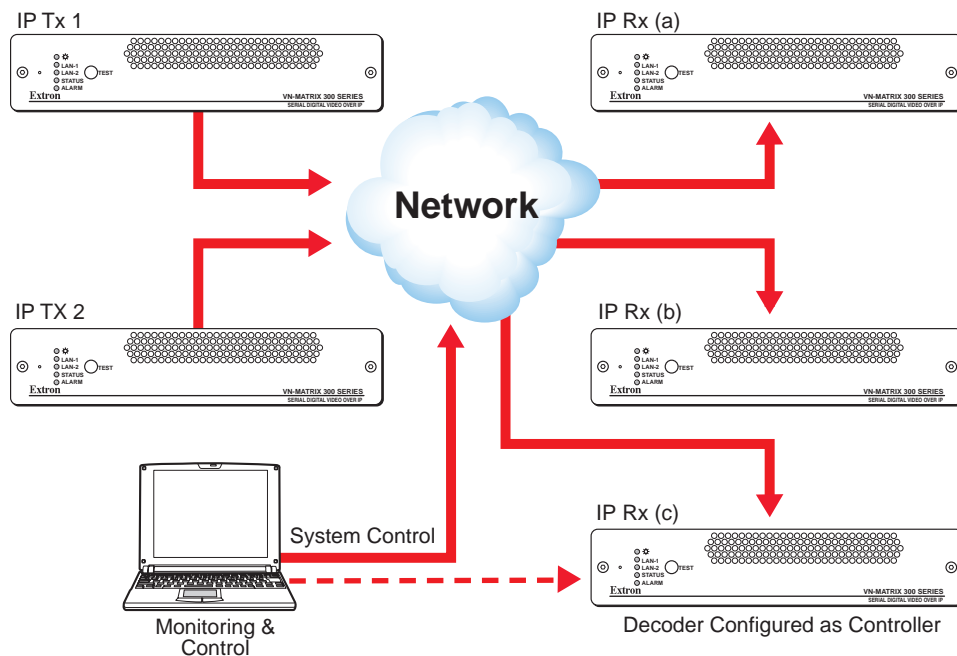 IP Tx 1
LAN-1
LAN-2
STATUS
ALARM
TEST
Extron
VN-MATRIX 300 SERIES
SERIAL DIGITAL VIDEO OVER IP
IP Rx (a)
LAN-1
LAN-2
STATUS
ALARM
TEST
Extron
VN-MATRIX 300 SERIES
SERIAL DIGITAL VIDEO OVER IP
Network
IP TX 2
LAN-1
LAN-2
STATUS
ALARM
TEST
Extron
VN-MATRIX 300 SERIES
SERIAL DIGITAL VIDEO OVER IP
IP Rx (b)
LAN-1
LAN-2
STATUS
ALARM
TEST
Extron
VN-MATRIX 300 SERIES
SERIAL DIGITAL VIDEO OVER IP
System Control
Monitoring &
Control
IP Rx (c)
LAN-1
LAN-2
STATUS
ALARM
TEST
Extron
VN-MATRIX 300 SERIES
SERIAL DIGITAL VIDEO OVER IP
Decoder Configured as Controller